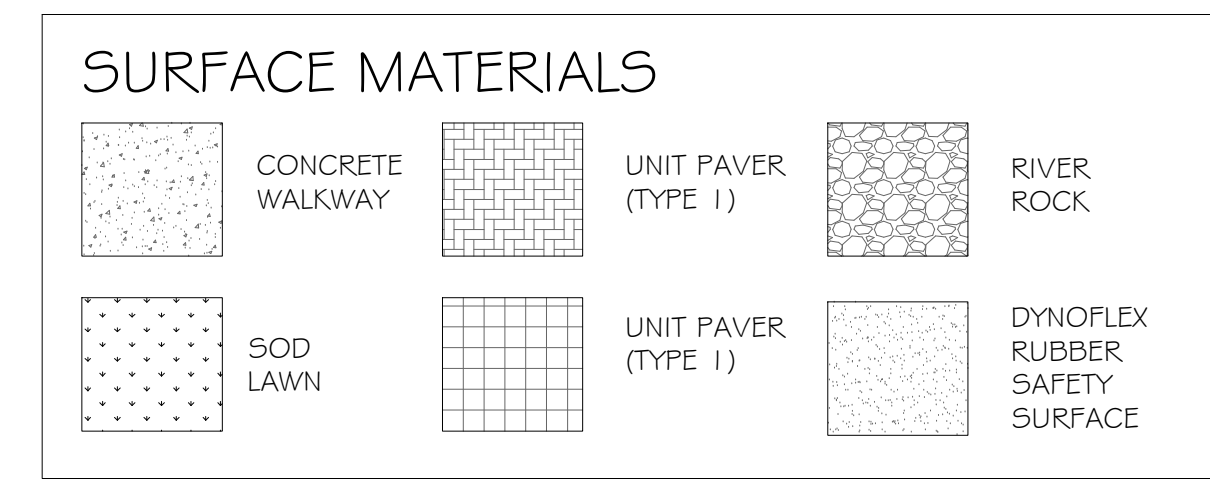 SURFACE MATERIALS
CONCRETE
WALKWAY
UNIT PAVER
(TYPE 1)
RIVER
ROCK
SOD
LAWN
UNIT PAVER
(TYPE 1)
DYNOFLEX
RUBBER
SAFETY
SURFACE